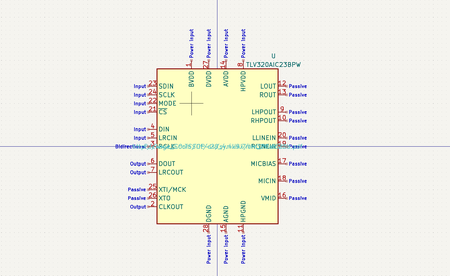 Power Input Power Input Power Input Power Input
1 27 14 8
BVDD DVDD AVDD HPVDD
U
TLV320AIC23BPW
Input 23 SDIN LOUT 12 Passive
Input 24 SCLK ROUT 13 Passive
Input 22 MODE
Input 21 CS LHPOUT 9 Passive
RHPOUT 10 Passive
Input 4 DIN
Input 5 LRCIN LLINEIN 20 Passive
Bidirectional 3 BCLK RLINEIN 19 Passive
Output 6 DOUT MICBIAS 17 Passive
Output 7 LRCOUT
MICIN 18 Passive
Passive 25 XTI/MCK
Passive 26 XTO VMID 16 Passive
Output 2 CLKOUT
DGND AGND HPGND
28 15 11
Power Input Power Input Power Input